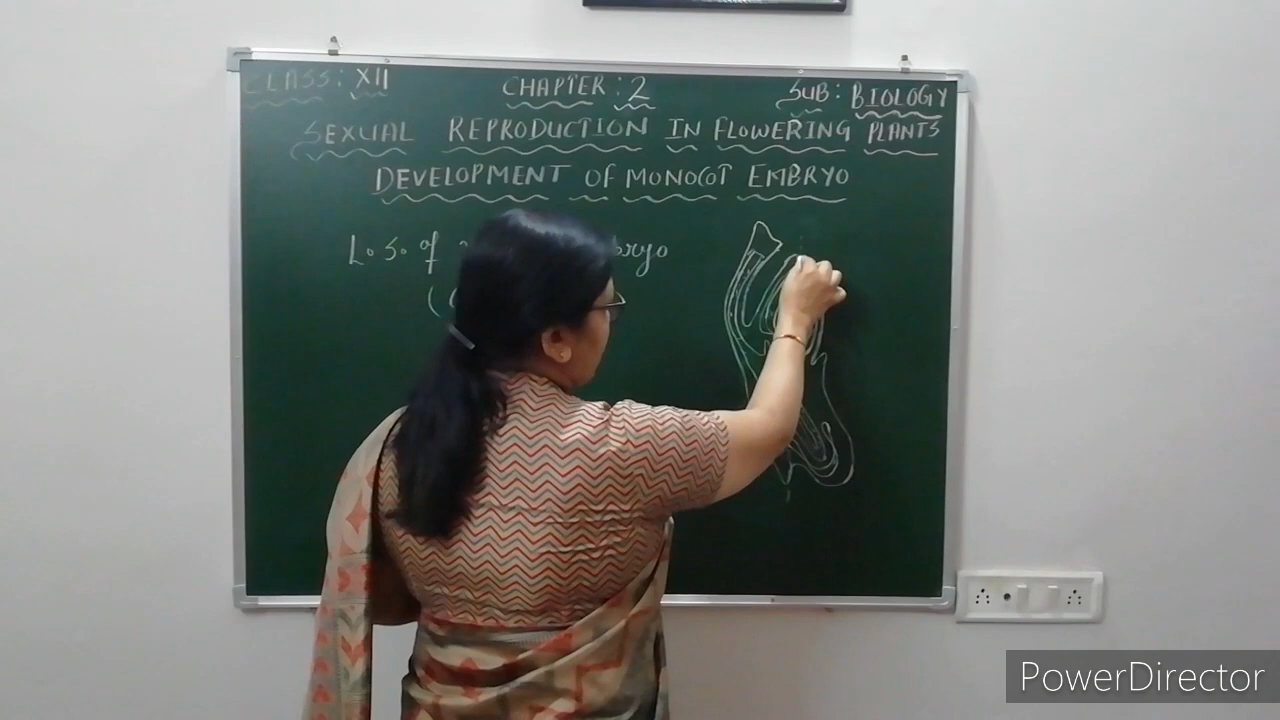 CLASS: XII CHAPTER : 2 SUB: BIOLOGY
SEXUAL REPRODUCTION IN FLOWERING PLANTS
DEVELOPMENT OF MONOCOT EMBRYO
L.S. of
PowerDirector